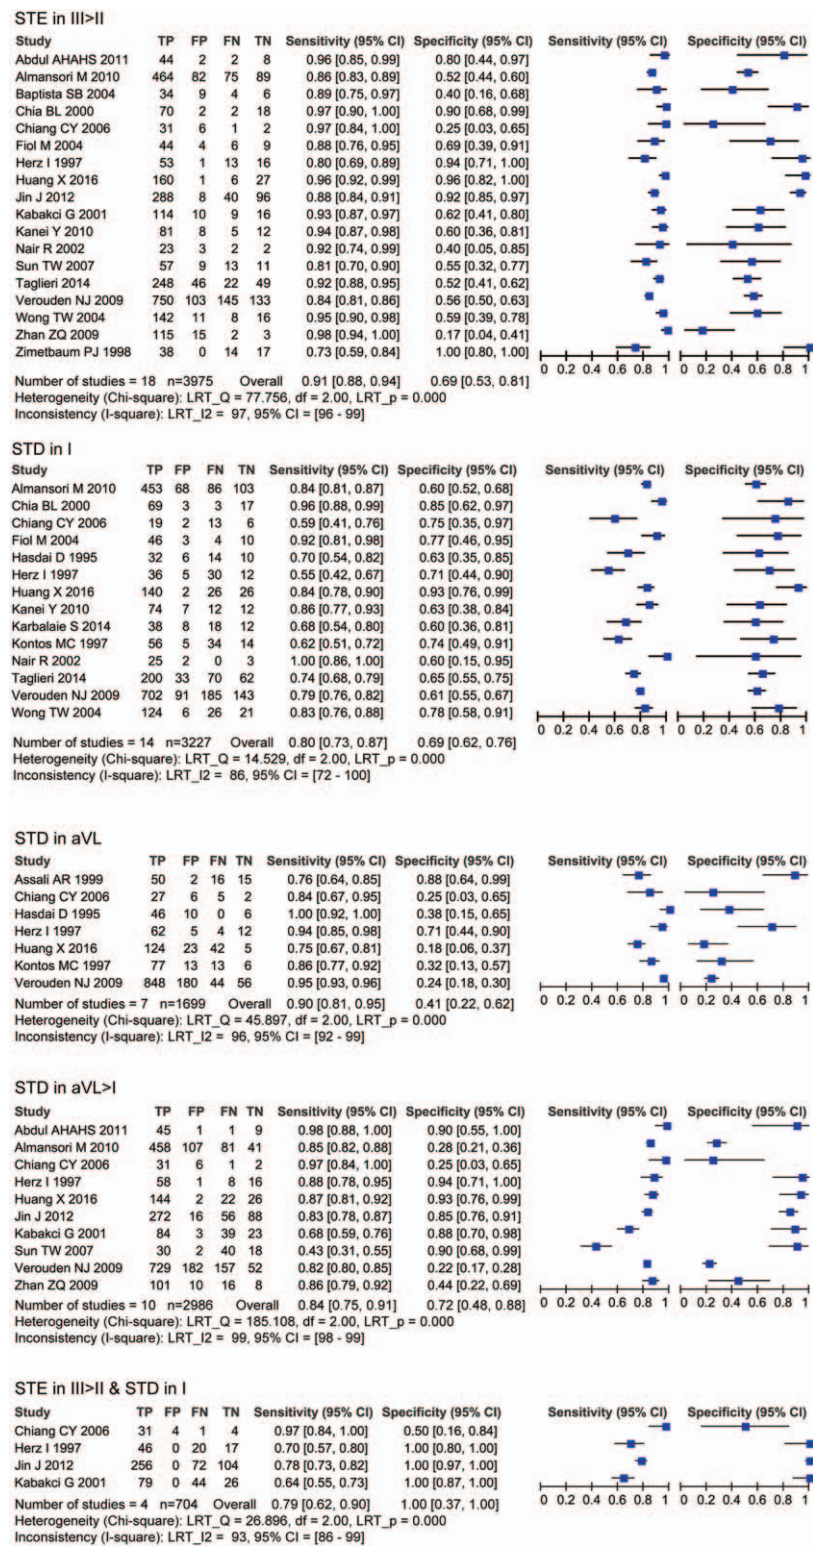 STE in III>II
Study TP FP FN TN Sensitivity (95% CI) Specificity (95% CI) Sensitivity (95% CI) Specificity (95% CI)
Abdul AHAHS 2011 44 2 2 8 0.96 [0.85, 0.99] 0.80 [0.44, 0.97]
Almansori M 2010 464 82 75 89 0.86 [0.83, 0.89] 0.52 [0.44, 0.60]
Baptista SB 2004 34 9 4 6 0.89 [0.75, 0.97] 0.40 [0.16, 0.68]
Chia BL 2000 70 2 2 18 0.97 [0.90, 1.00] 0.90 [0.68, 0.99]
Chiang CY 2006 31 6 1 2 0.97 [0.84, 1.00] 0.25 [0.03, 0.65]
Fiol M 2004 44 4 6 9 0.88 [0.76, 0.95] 0.69 [0.39, 0.91]
Herz I 1997 53 1 13 16 0.80 [0.69, 0.89] 0.94 [0.71, 1.00]
Huang X 2016 160 1 6 27 0.96 [0.92, 0.99] 0.96 [0.82, 1.00]
Jin J 2012 288 8 40 96 0.88 [0.84, 0.91] 0.92 [0.85, 0.97]
Kabakci G 2001 114 10 9 16 0.93 [0.87, 0.97] 0.62 [0.41, 0.80]
Kanei Y 2010 81 8 5 12 0.94 [0.87, 0.98] 0.60 [0.36, 0.81]
Nair R 2002 23 3 2 2 0.92 [0.74, 0.99] 0.40 [0.05, 0.85]
Sun TW 2007 57 9 13 11 0.81 [0.70, 0.90] 0.55 [0.32, 0.77]
Taglieri 2014 248 46 22 49 0.92 [0.88, 0.95] 0.52 [0.41, 0.62]
Verouden NJ 2009 750 103 145 133 0.84 [0.81, 0.86] 0.56 [0.50, 0.63]
Wong TW 2004 142 11 8 16 0.95 [0.90, 0.98] 0.59 [0.39, 0.78]
Zhan ZQ 2009 115 15 2 3 0.98 [0.94, 1.00] 0.17 [0.04, 0.41]
Zimetbaum PJ 1998 38 0 14 17 0.73 [0.59, 0.84] 1.00 [0.80, 1.00]
0 0.2 0.4 0.6 0.8 1 0 0.2 0.4 0.6 0.8 1
Number of studies = 18 n=3975 Overall 0.91 [0.88, 0.94] 0.69 [0.53, 0.81]
Heterogeneity (Chi-square): LRT_Q = 77.756, df = 2.00, LRT_p = 0.000
Inconsistency (I-square): LRT_I2 = 97, 95% CI = [96 - 99]
STD in I
Study TP FP FN TN Sensitivity (95% CI) Specificity (95% CI) Sensitivity (95% CI) Specificity (95% CI)
Almansori M 2010 453 68 86 103 0.84 [0.81, 0.87] 0.60 [0.52, 0.68]
Chia BL 2000 69 3 3 17 0.96 [0.88, 0.99] 0.85 [0.62, 0.97]
Chiang CY 2006 19 2 13 6 0.59 [0.41, 0.76] 0.75 [0.35, 0.97]
Fiol M 2004 46 3 4 10 0.92 [0.81, 0.98] 0.77 [0.46, 0.95]
Hasdai D 1995 32 6 14 10 0.70 [0.54, 0.82] 0.63 [0.35, 0.85]
Herz I 1997 36 5 30 12 0.55 [0.42, 0.67] 0.71 [0.44, 0.90]
Huang X 2016 140 2 26 26 0.84 [0.78, 0.90] 0.93 [0.76, 0.99]
Kanei Y 2010 74 7 12 12 0.86 [0.77, 0.93] 0.63 [0.38, 0.84]
Karbalaie S 2014 38 8 18 12 0.68 [0.54, 0.80] 0.60 [0.36, 0.81]
Kontos MC 1997 56 5 34 14 0.62 [0.51, 0.72] 0.74 [0.49, 0.91]
Nair R 2002 25 2 0 3 1.00 [0.86, 1.00] 0.60 [0.15, 0.95]
Taglieri 2014 200 33 70 62 0.74 [0.68, 0.79] 0.65 [0.55, 0.75]
Verouden NJ 2009 702 91 185 143 0.79 [0.76, 0.82] 0.61 [0.55, 0.67]
Wong TW 2004 124 6 26 21 0.83 [0.76, 0.88] 0.78 [0.58, 0.91]
0 0.2 0.4 0.6 0.8 1 0 0.2 0.4 0.6 0.8 1
Number of studies = 14 n=3227 Overall 0.80 [0.73, 0.87] 0.69 [0.62, 0.76]
Heterogeneity (Chi-square): LRT_Q = 14.529, df = 2.00, LRT_p = 0.000
Inconsistency (I-square): LRT_I2 = 86, 95% CI = [72 - 100]
STD in aVL
Study TP FP FN TN Sensitivity (95% CI) Specificity (95% CI) Sensitivity (95% CI) Specificity (95% CI)
Assali AR 1999 50 2 16 15 0.76 [0.64, 0.85] 0.88 [0.64, 0.99]
Chiang CY 2006 27 6 5 2 0.84 [0.67, 0.95] 0.25 [0.03, 0.65]
Hasdai D 1995 46 10 0 6 1.00 [0.92, 1.00] 0.38 [0.15, 0.65]
Herz I 1997 62 5 4 12 0.94 [0.85, 0.98] 0.71 [0.44, 0.90]
Huang X 2016 124 23 42 5 0.75 [0.67, 0.81] 0.18 [0.06, 0.37]
Kontos MC 1997 77 13 13 6 0.86 [0.77, 0.92] 0.32 [0.13, 0.57]
Verouden NJ 2009 848 180 44 56 0.95 [0.93, 0.96] 0.24 [0.18, 0.30]
Number of studies = 7 n=1699 Overall 0.90 [0.81, 0.95] 0.41 [0.22, 0.62]
0 0.2 0.4 0.6 0.8 1 0 0.2 0.4 0.6 0.8 1
Heterogeneity (Chi-square): LRT_Q = 45.897, df = 2.00, LRT_p = 0.000
Inconsistency (I-square): LRT_I2 = 96, 95% CI = [92 - 99]
STD in aVL>I
Study TP FP FN TN Sensitivity (95% CI) Specificity (95% CI) Sensitivity (95% CI) Specificity (95% CI)
Abdul AHAHS 2011 45 1 1 9 0.98 [0.88, 1.00] 0.90 [0.55, 1.00]
Almansori M 2010 458 107 81 41 0.85 [0.82, 0.88] 0.28 [0.21, 0.36]
Chiang CY 2006 31 6 1 2 0.97 [0.84, 1.00] 0.25 [0.03, 0.65]
Herz I 1997 58 1 8 16 0.88 [0.78, 0.95] 0.94 [0.71, 1.00]
Huang X 2016 144 2 22 26 0.87 [0.81, 0.92] 0.93 [0.76, 0.99]
Jin J 2012 272 16 56 88 0.83 [0.78, 0.87] 0.85 [0.76, 0.91]
Kabakci G 2001 84 3 39 23 0.68 [0.59, 0.76] 0.88 [0.70, 0.98]
Sun TW 2007 30 2 40 18 0.43 [0.31, 0.55] 0.90 [0.68, 0.99]
Verouden NJ 2009 729 182 157 52 0.82 [0.80, 0.85] 0.22 [0.17, 0.28]
Zhan ZQ 2009 101 10 16 8 0.86 [0.79, 0.92] 0.44 [0.22, 0.69]
Number of studies = 10 n=2986 Overall 0.84 [0.75, 0.91] 0.72 [0.48, 0.88]
0 0.2 0.4 0.6 0.8 1 0 0.2 0.4 0.6 0.8 1
Heterogeneity (Chi-square): LRT_Q = 185.108, df = 2.00, LRT_p = 0.000
Inconsistency (I-square): LRT_I2 = 99, 95% CI = [98 - 99]
STE in III>II & STD in I
Study TP FP FN TN Sensitivity (95% CI) Specificity (95% CI) Sensitivity (95% CI) Specificity (95% CI)
Chiang CY 2006 31 4 1 4 0.97 [0.84, 1.00] 0.50 [0.16, 0.84]
Herz I 1997 46 0 20 17 0.70 [0.57, 0.80] 1.00 [0.80, 1.00]
Jin J 2012 256 0 72 104 0.78 [0.73, 0.82] 1.00 [0.97, 1.00]
Kabakci G 2001 79 0 44 26 0.64 [0.55, 0.73] 1.00 [0.87, 1.00]
Number of studies = 4 n=704 Overall 0.79 [0.62, 0.90] 1.00 [0.37, 1.00]
0 0.2 0.4 0.6 0.8 1 0 0.2 0.4 0.6 0.8 1
Heterogeneity (Chi-square): LRT_Q = 26.896, df = 2.00, LRT_p = 0.000
Inconsistency (I-square): LRT_I2 = 93, 95% CI = [86 - 99]